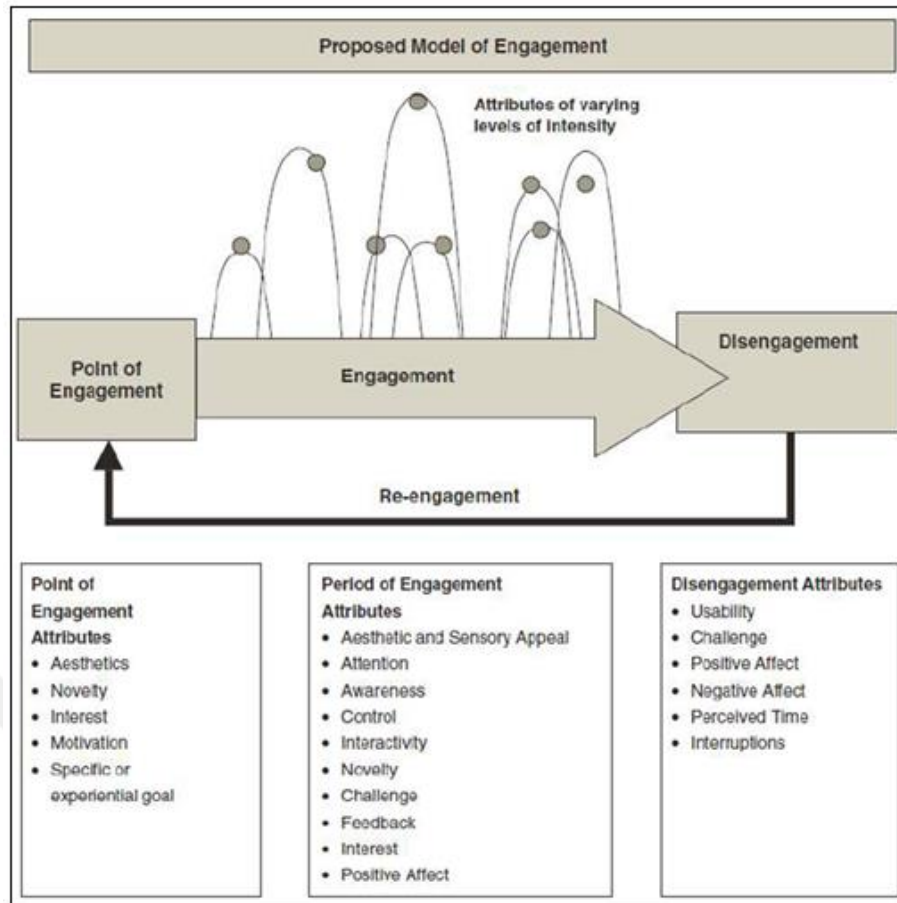 Proposed Model of Engagement
Attributes of varying
levels of intensity
Point of
Engagement
Engagement
Disengagement
Re-engagement
Point of
Engagement
Attributes
• Aesthetics
• Novelty
• Interest
• Motivation
• Specific or
experiential goal
Period of Engagement
Attributes
• Aesthetic and Sensory Appeal
• Attention
• Awareness
• Control
• Interactivity
• Novelty
• Challenge
• Feedback
• Interest
• Positive Affect
Disengagement Attributes
• Usability
• Challenge
• Positive Affect
• Negative Affect
• Perceived Time
• Interruptions